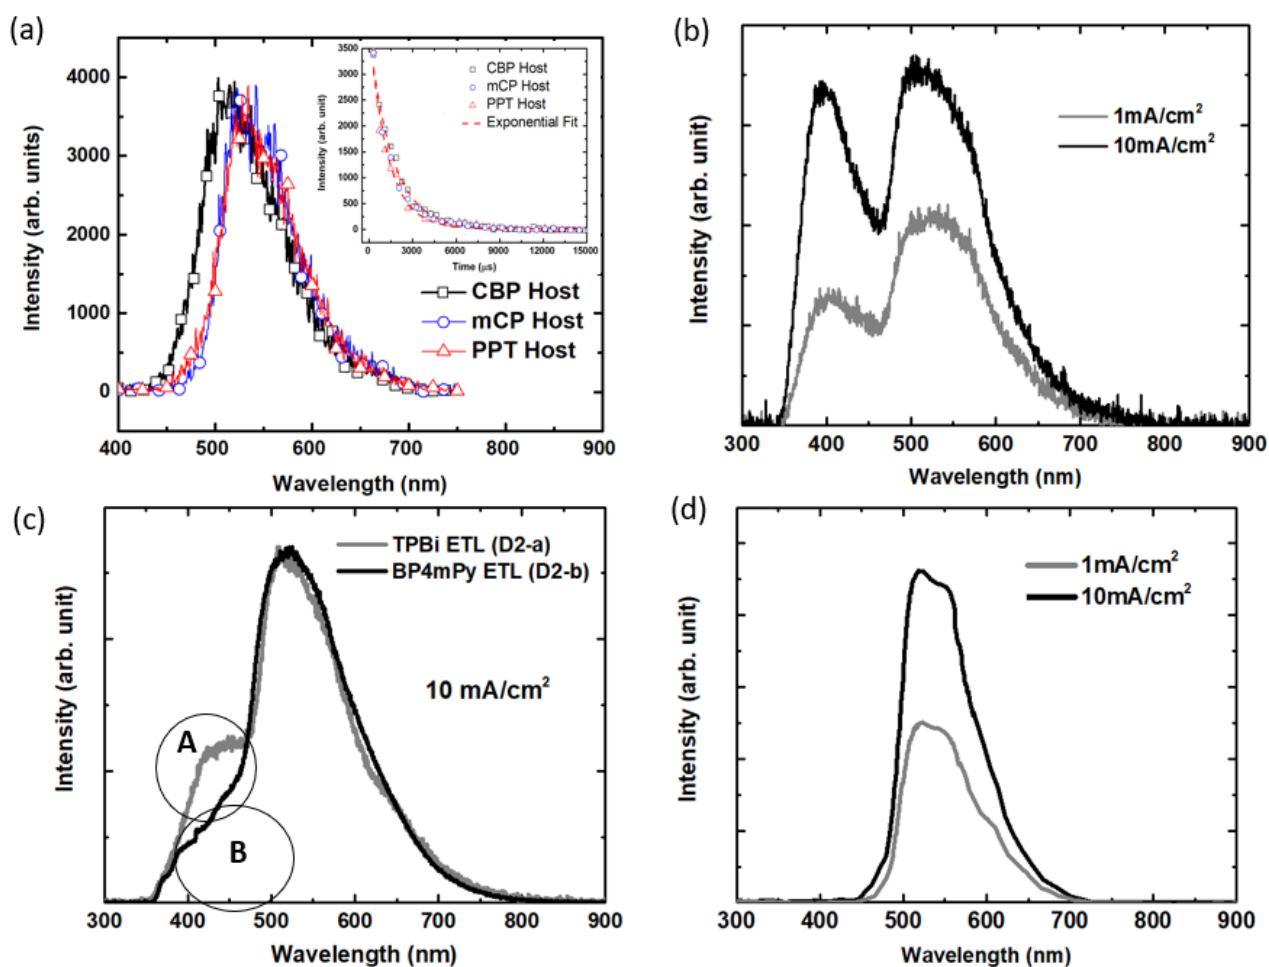 (a)
4000
3000
2000
1000
0
Intensity (arb. units)
400 500 600 700 800 900
Wavelength (nm)
3500
3000
2500
2000
1500
1000
500
0
Intensity (arb. unit)
0 3000 6000 9000 12000 15000
Time (µs)
CBP Host
mCP Host
PPT Host
Exponential Fit
CBP Host
mCP Host
PPT Host
(b)
Intensity (arb. unit)
1mA/cm²
10mA/cm²
300 400 500 600 700 800 900
Wavelength (nm)
(c)
Intensity (arb. unit)
TPBi ETL (D2-a)
BP4mPy ETL (D2-b)
10 mA/cm²
A
B
300 400 500 600 700 800 900
Wavelength (nm)
(d)
Intensity (arb. unit)
1mA/cm²
10mA/cm²
300 400 500 600 700 800 900
Wavelength (nm)